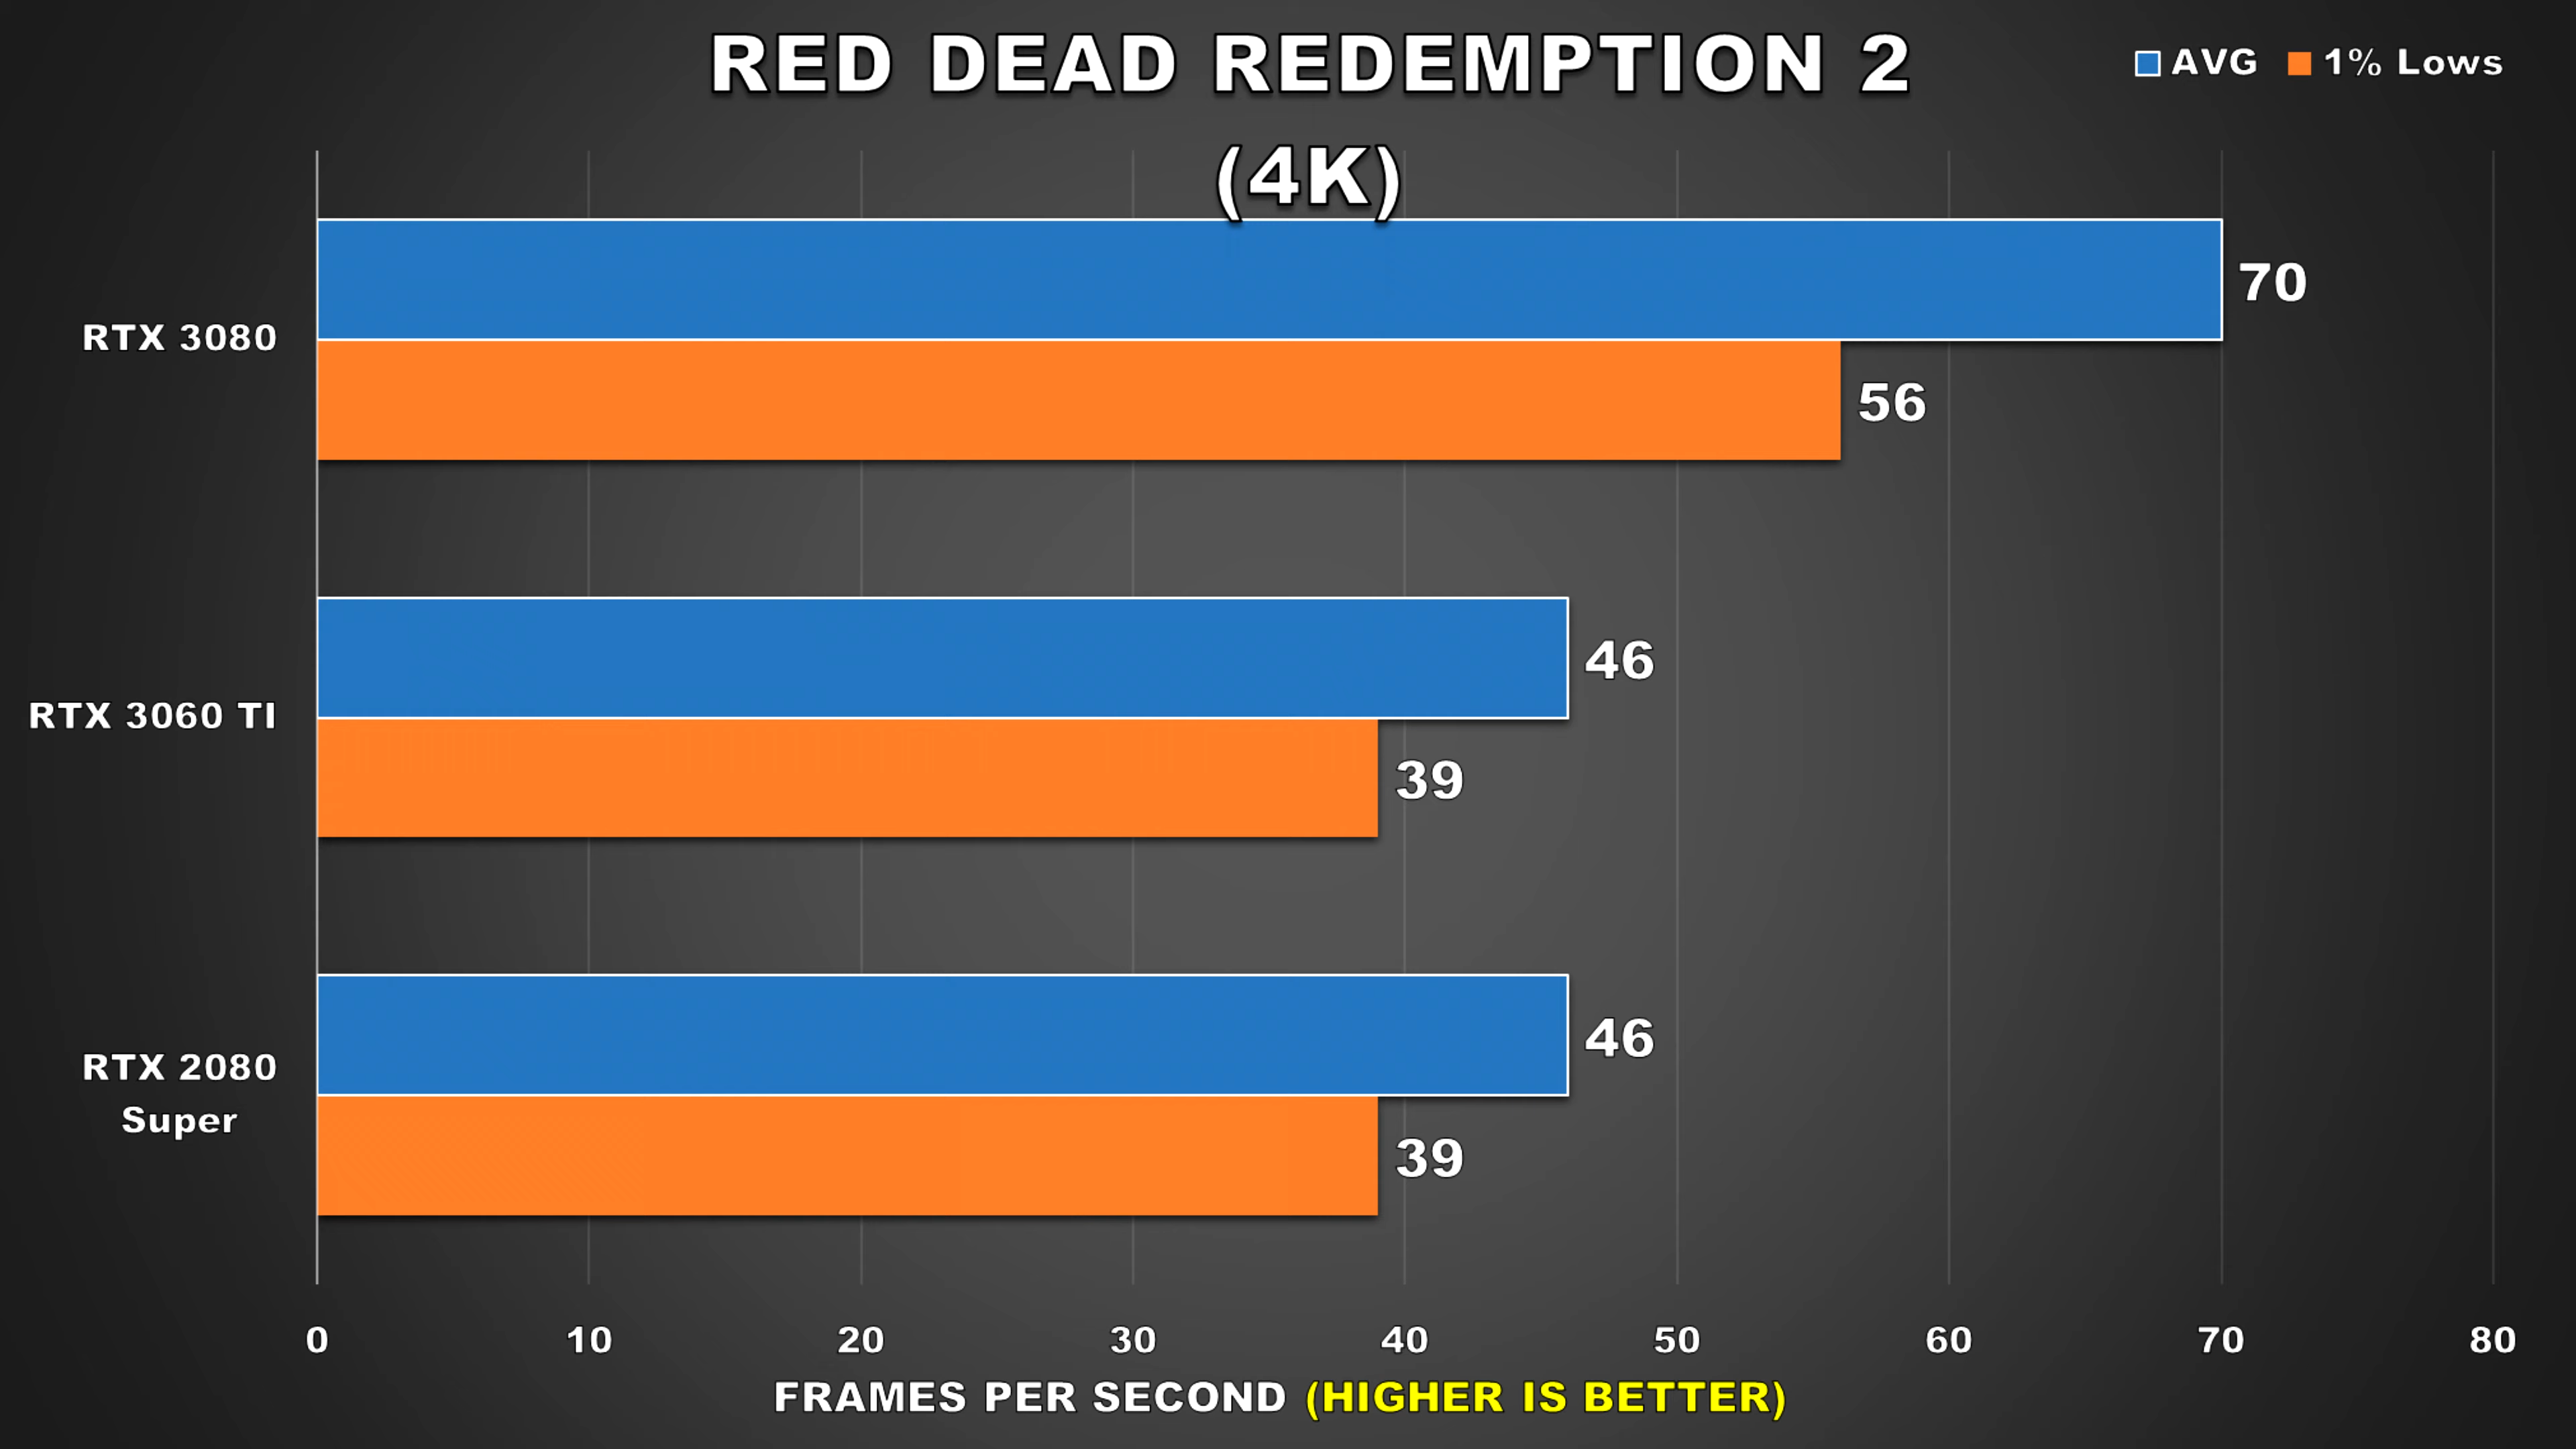 RED DEAD REDEMPTION 2
(4K)
AVG 1% Lows
RTX 3080
70
56
RTX 3060 TI
46
39
RTX 2080
Super
46
39
0 10 20 30 40 50 60 70 80
FRAMES PER SECOND (HIGHER IS BETTER)